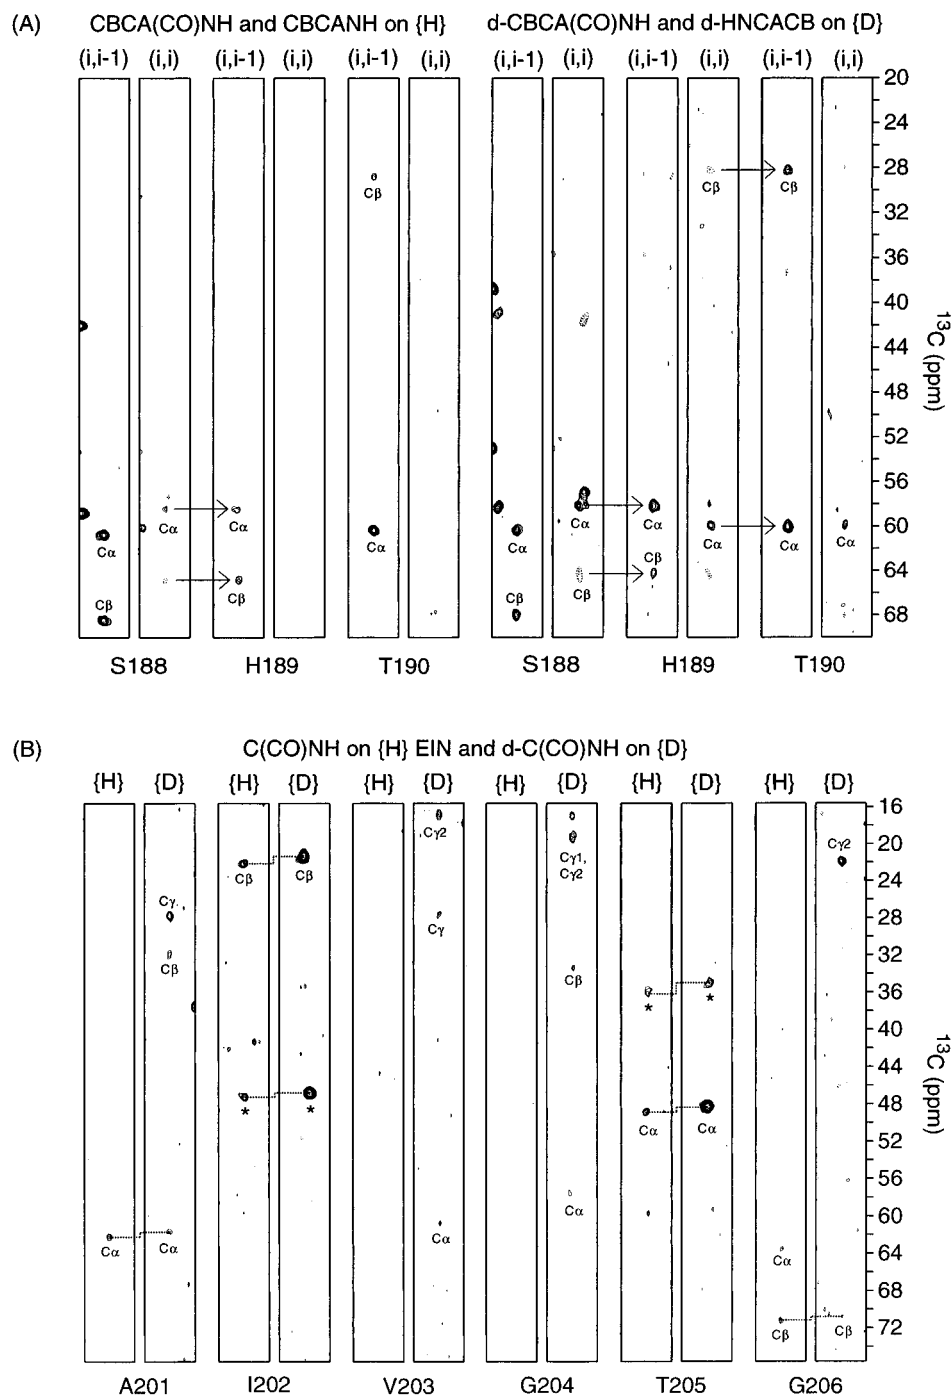 (A) CBCA(CO)NH and CBCANH on {H} d-CBCA(CO)NH and d-HNCACB on {D}
(i,i-1) (i,i) (i,i-1) (i,i) (i,i-1) (i,i) (i,i-1) (i,i) (i,i-1) (i,i) (i,i-1) (i,i)
20
24
Cβ Cβ Cβ 28
32
36
40
44
48
52
56
Cα Cα Cα Cα Cα Cα Cα Cα Cα Cα 60
Cβ Cβ Cβ Cβ Cβ 64
68
¹³C (ppm)
S188 H189 T190 S188 H189 T190
(B) C(CO)NH on {H} EIN and d-C(CO)NH on {D}
{H} {D} {H} {D} {H} {D} {H} {D} {H} {D} {H} {D}
16
Cγ2 Cγ2 20
Cβ Cβ Cγ1,
Cγ2 24
Cγ Cγ 28
Cβ Cβ 32
* * 36
40
44
* * 48
Cα Cα 52
56
Cα 60
Cα Cα Cα Cα 64
68
Cβ Cβ 72
¹³C (ppm)
A201 I202 V203 G204 T205 G206